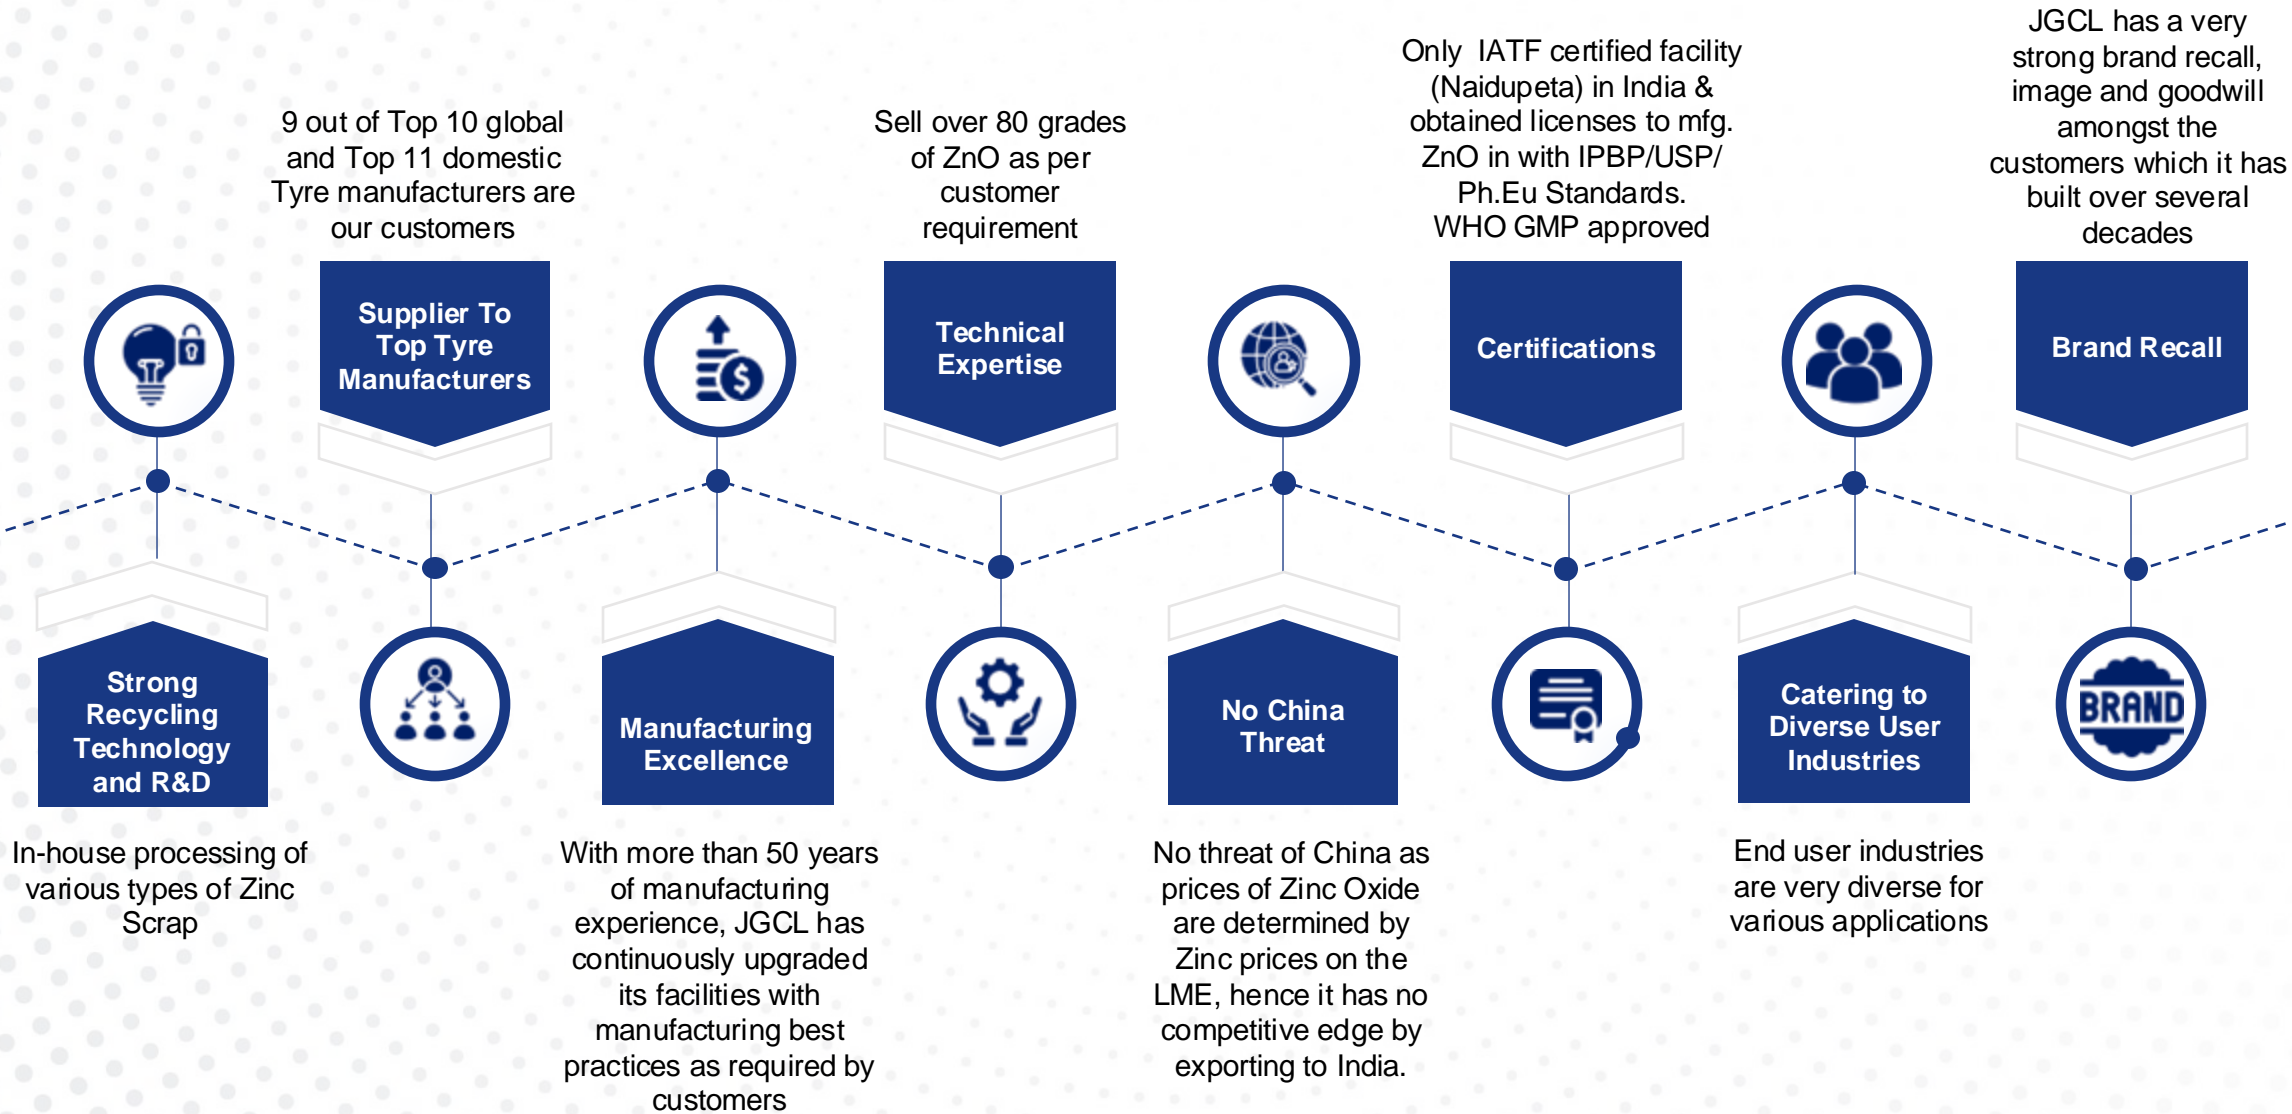 In-house processing of
various types of Zinc
Scrap
Strong
Recycling
Technology
and R&D
9 out of Top 10 global
and Top 11 domestic
Tyre manufacturers are
our customers
Supplier To
Top Tyre
Manufacturers
Manufacturing
Excellence
With more than 50 years
of manufacturing
experience, JGCL has
continuously upgraded
its facilities with
manufacturing best
practices as required by
customers
Sell over 80 grades
of ZnO as per
customer
requirement
Technical
Expertise
No China
Threat
No threat of China as
prices of Zinc Oxide
are determined by
Zinc prices on the
LME, hence it has no
competitive edge by
exporting to India.
Only IATF certified facility
(Naidupeta) in India &
obtained licenses to mfg.
ZnO in with IPBP/USP/
Ph.Eu Standards.
WHO GMP approved
Certifications
Catering to
Diverse User
Industries
End user industries
are very diverse for
various applications
JGCL has a very
strong brand recall,
image and goodwill
amongst the
customers which it has
built over several
decades
Brand Recall
BRAND